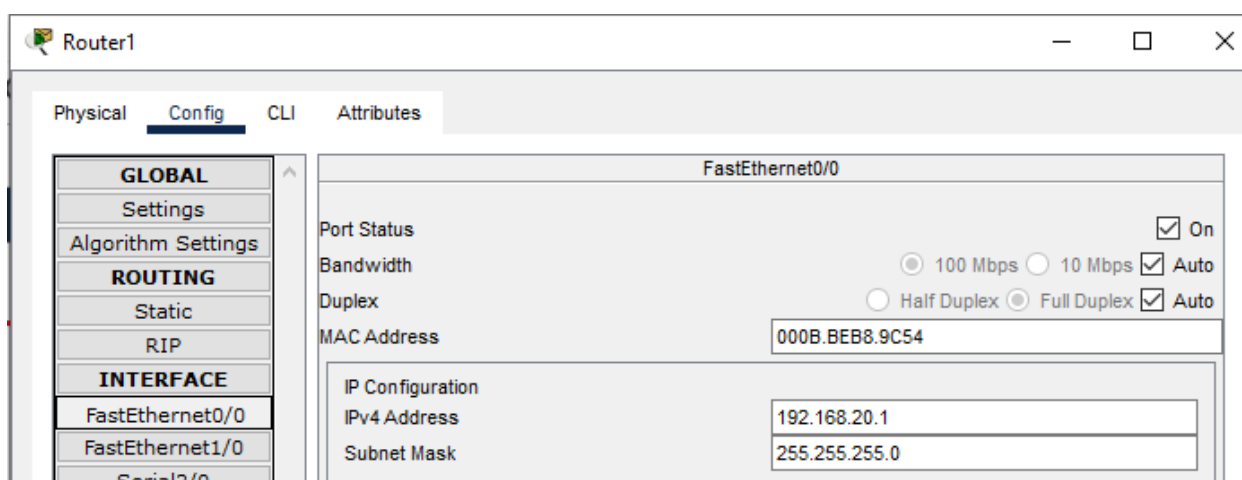 Router1
Physical Config CLI Attributes
GLOBAL
Settings
Algorithm Settings
ROUTING
Static
RIP
INTERFACE
FastEthernet0/0
FastEthernet1/0
Serial2/0
FastEthernet0/0
Port Status On
Bandwidth 100 Mbps 10 Mbps Auto
Duplex Half Duplex Full Duplex Auto
MAC Address 000B.BEB8.9C54
IP Configuration
IPv4 Address 192.168.20.1
Subnet Mask 255.255.255.0